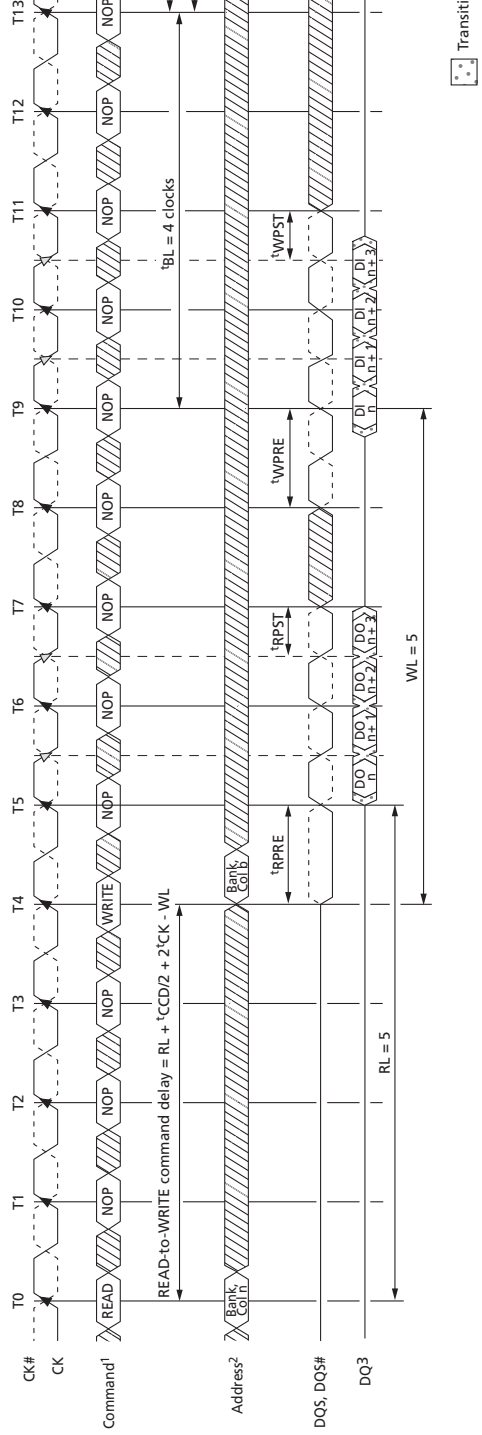 T0 T1 T2 T3 T4 T5 T6 T7 T8 T9 T10 T11 T12 T13
CK#
CK
Command1 READ NOP NOP NOP WRITE NOP NOP NOP NOP NOP NOP NOP NOP NOP
READ-to-WRITE command delay = RL + tCCD/2 + 2tCK - WL
tBL = 4 clocks
Address2 Bank, Col n Bank, Col b
tRPRE tRPST tWPRE tWPST
DQS, DQS#
DQ3 DO n DO n + 1 DO n + 2 DO n + 3 DI n DI n + 1 DI n + 2 DI n + 3
WL = 5
RL = 5